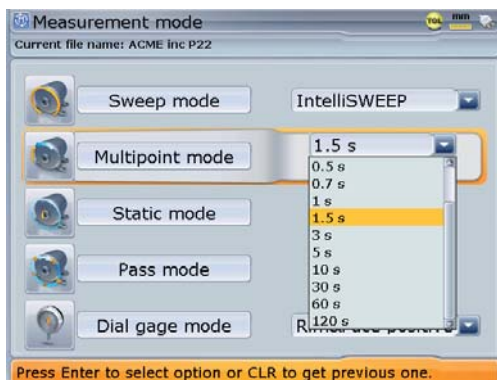 Measurement mode
TOL mm
Current file name: ACME inc P22
Sweep mode IntelliSWEEP
Multipoint mode 1.5 s
0.5 s
0.7 s
1 s
1.5 s
3 s
5 s
10 s
30 s
60 s
120 s
Static mode
Pass mode
Dial gage mode
Press Enter to select option or CLR to get previous one.